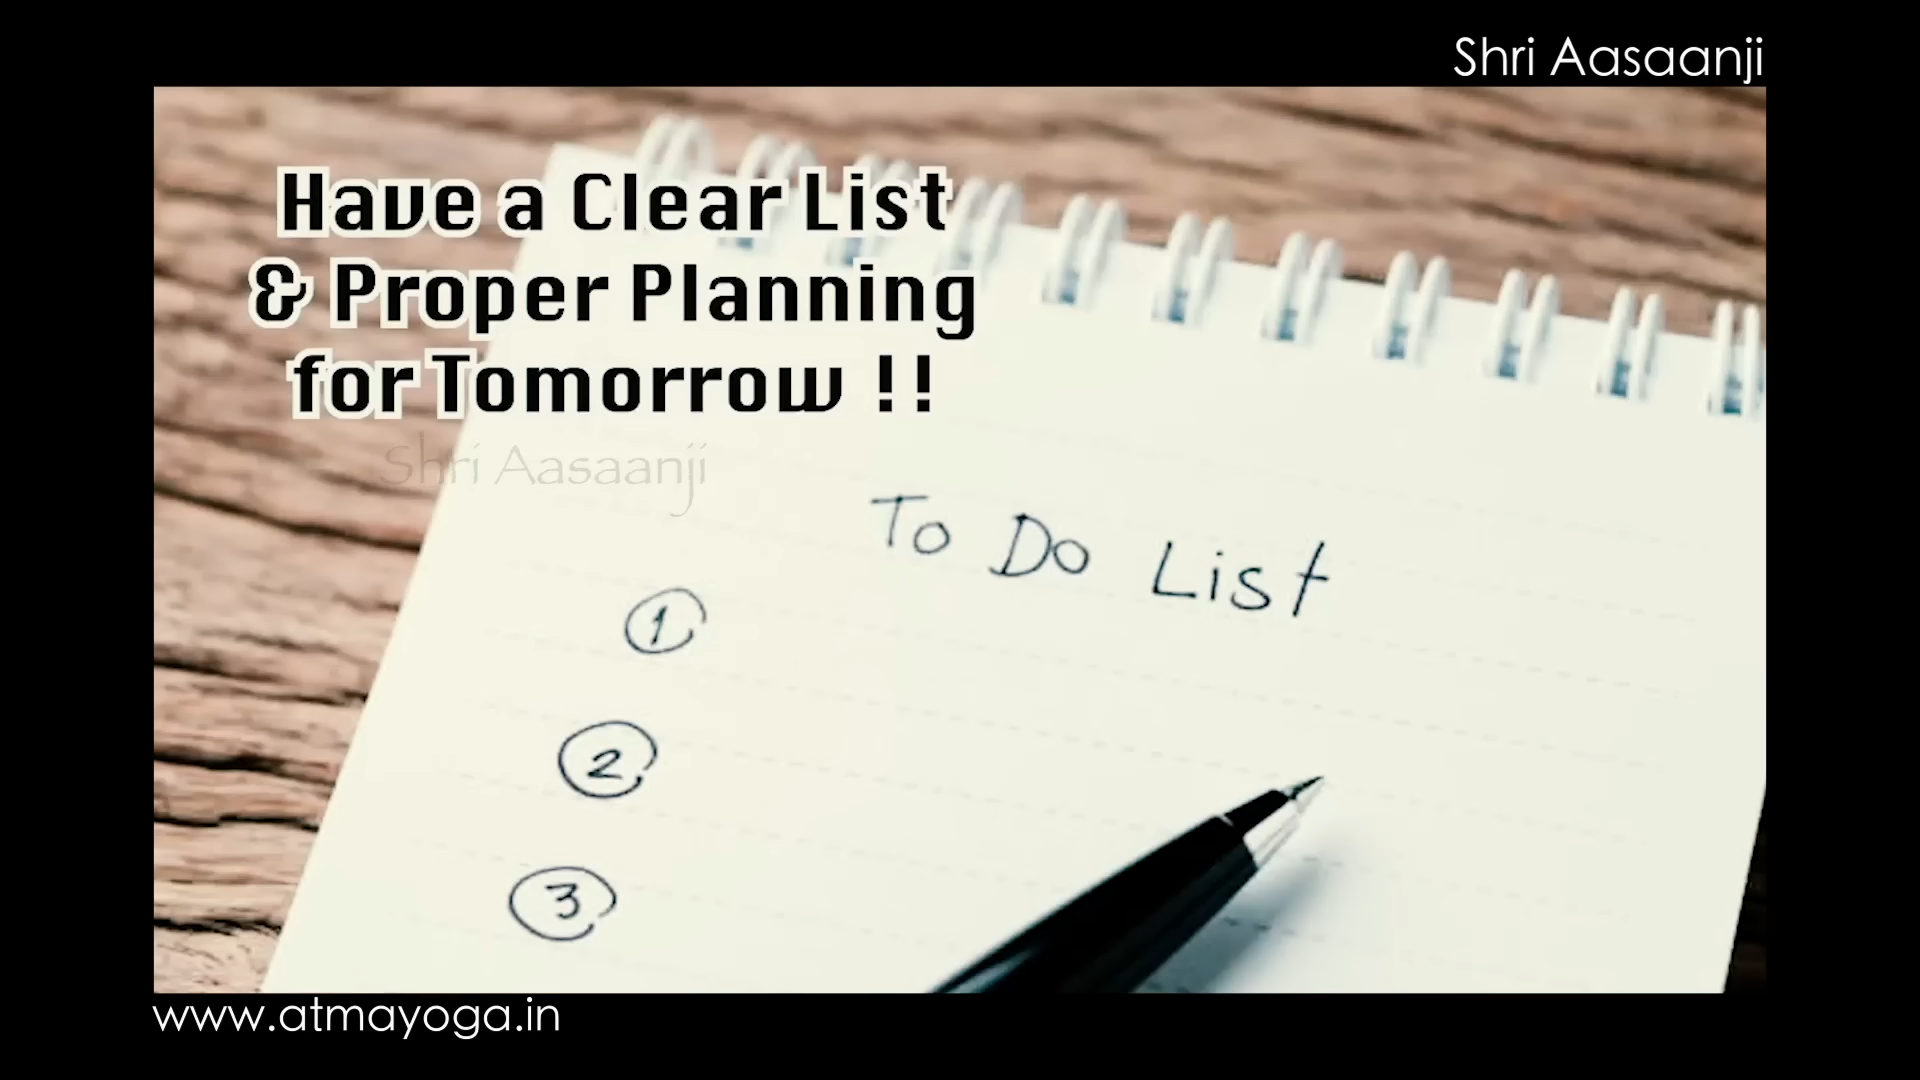 Shri Aasaanji
Have a Clear List
& Proper Planning
for Tomorrow !!
Shri Aasaanji
To Do List
1
2
3
www.atmayoga.in